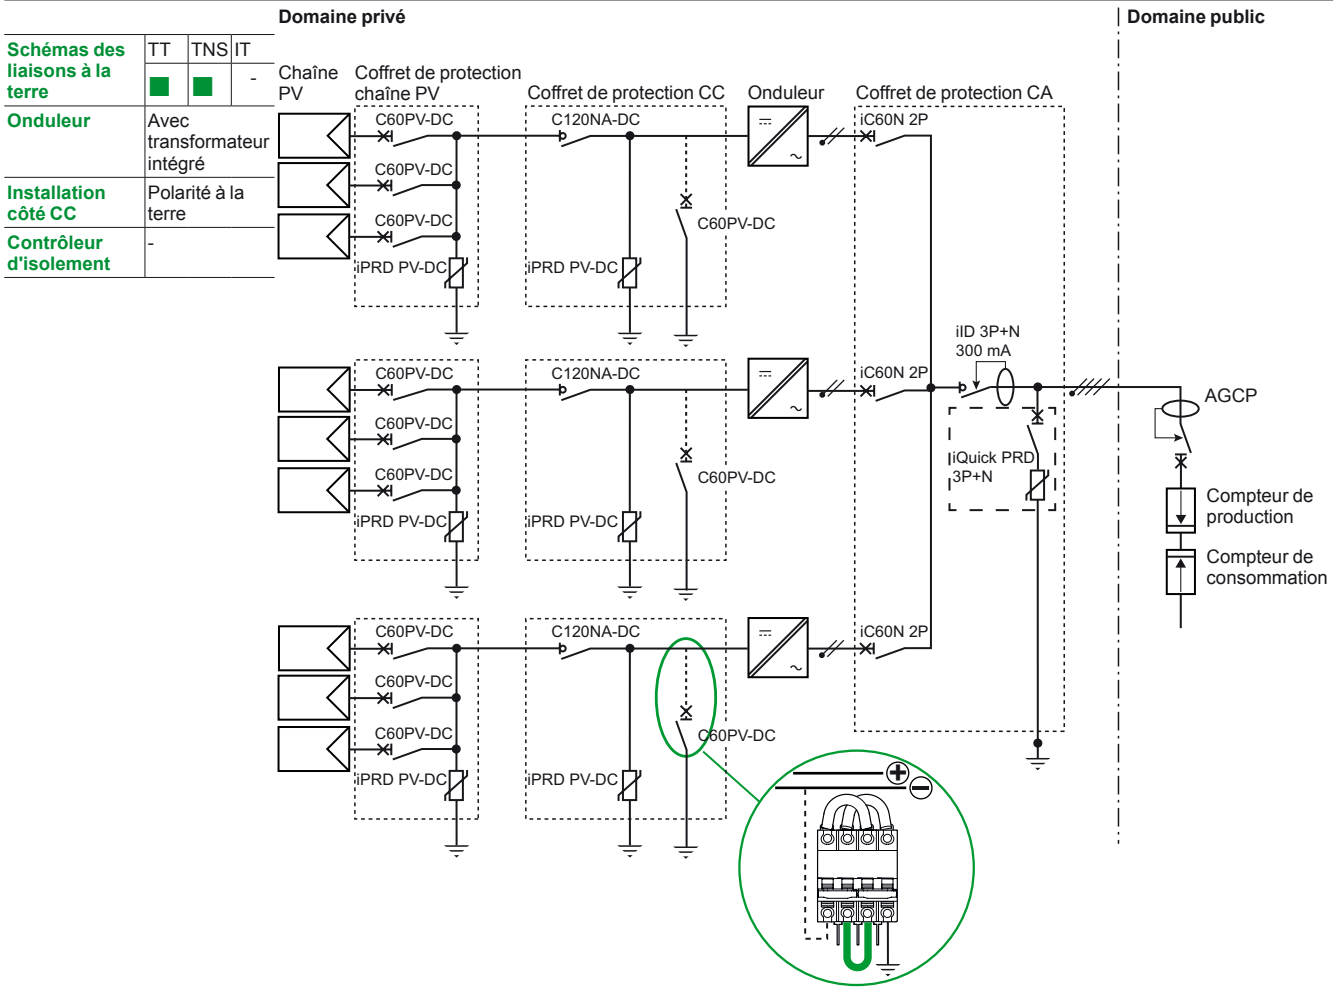 Domaine privé
Domaine public
Schémas des
liaisons à la
terre
TT
TNS
IT
-
Onduleur
Avec
transformateur
intégré
Installation
côté CC
Polarité à la
terre
Contrôleur
d'isolement
-
Chaîne
PV
Coffret de protection
chaîne PV
Coffret de protection CC
Onduleur
Coffret de protection CA
C60PV-DC
C120NA-DC
iC60N 2P
C60PV-DC
C60PV-DC
C60PV-DC
iPRD PV-DC
iPRD PV-DC
iID 3P+N
300 mA
C60PV-DC
C120NA-DC
iC60N 2P
C60PV-DC
C60PV-DC
C60PV-DC
iPRD PV-DC
iPRD PV-DC
iQuick PRD
3P+N
AGCP
Compteur de
production
Compteur de
consommation
C60PV-DC
C120NA-DC
iC60N 2P
C60PV-DC
C60PV-DC
C60PV-DC
iPRD PV-DC
iPRD PV-DC
+
−